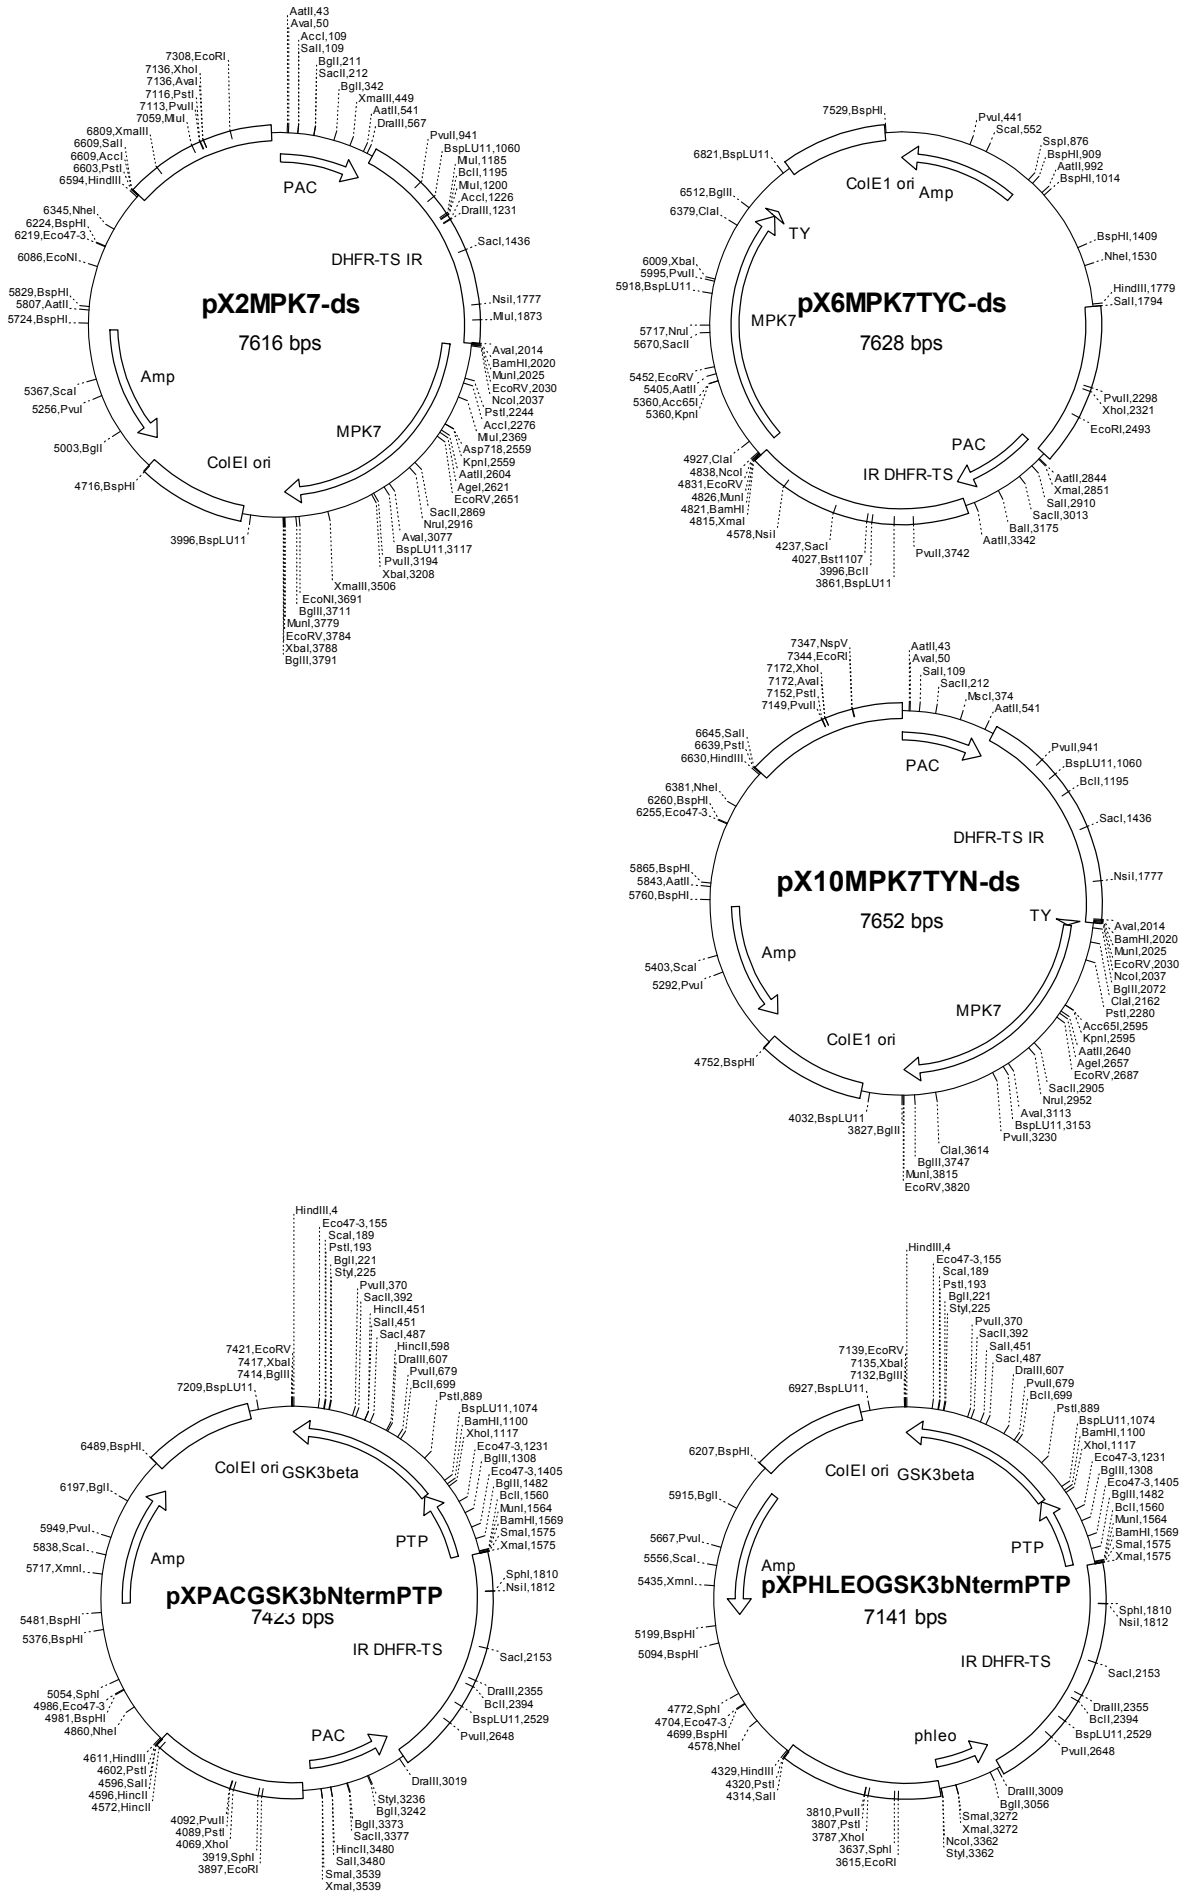 AatII,43
AvaI,50
AccI,109
SalI,109
BglI,211
SacII,212
BglI,342
XmaIII,449
AatII,541
DraIII,567
PvuII,941
BspLU11,1060
MluI,1185
BclI,1195
MluI,1200
AccI,1226
DraIII,1231
SacI,1436
NsiI,1777
MluI,1873
AvaI,2014
BamHI,2020
MunI,2025
EcoRV,2030
NcoI,2037
PstI,2244
AccI,2276
MluI,2369
Asp718,2559
KpnI,2559
AatII,2604
AgeI,2621
EcoRV,2651
SacII,2869
NruI,2916
AvaI,3077
BspLU11,3117
PvuII,3194
XbaI,3208
XmaIII,3506
EcoNI,3691
BglII,3711
MunI,3779
EcoRV,3784
XbaI,3788
BglII,3791
3996,BspLU11
4716,BspHI
5003,BglI
5256,PvuI
5367,ScaI
5724,BspHI
5807,AatII
5829,BspHI
6086,EcoNI
6219,Eco47-3
6224,BspHI
6345,NheI
6594,HindIII
6603,PstI
6609,AccI
6609,SalI
6809,XmaIII
7059,MluI
7113,PvuII
7116,PstI
7136,AvaI
7136,XhoI
7308,EcoRI
PAC
DHFR-TS IR
pX2MPK7-ds
7616 bps
Amp
MPK7
ColEI ori
7529,BspHI
PvuI,441
ScaI,552
SspI,876
BspHI,909
AatII,992
BspHI,1014
BspHI,1409
NheI,1530
HindIII,1779
SalI,1794
PvuII,2298
XhoI,2321
EcoRI,2493
AatII,2844
XmaI,2851
SalI,2910
SacII,3013
BalI,3175
AatII,3342
PvuII,3742
3861,BspLU11
3996,BclI
4027,Bst1107
4237,SacI
4578,NsiI
4815,XmaI
4821,BamHI
4826,MunI
4831,EcoRV
4838,NcoI
4927,ClaI
5360,KpnI
5360,Acc65I
5405,AatII
5452,EcoRV
5670,SacII
5717,NruI
5918,BspLU11
5995,PvuII
6009,XbaI
6379,ClaI
6512,BglII
6821,BspLU11
ColE1 ori
Amp
TY
pX6MPK7TYC-ds
MPK7
7628 bps
PAC
IR DHFR-TS
7347,NspV
7344,EcoRI
7172,XhoI
7172,AvaI
7152,PstI
7149,PvuII
AatII,43
AvaI,50
SalI,109
SacII,212
MscI,374
AatII,541
PvuII,941
BspLU11,1060
BclI,1195
SacI,1436
NsiI,1777
AvaI,2014
BamHI,2020
MunI,2025
EcoRV,2030
NcoI,2037
BglII,2072
ClaI,2162
PstI,2280
Acc65I,2595
KpnI,2595
AatII,2640
AgeI,2657
EcoRV,2687
SacII,2905
NruI,2952
AvaI,3113
BspLU11,3153
PvuII,3230
ClaI,3614
BglII,3747
MunI,3815
EcoRV,3820
3827,BglII
4032,BspLU11
4752,BspHI
5292,PvuI
5403,ScaI
5760,BspHI
5843,AatII
5865,BspHI
6255,Eco47-3
6260,BspHI
6381,NheI
6630,HindIII
6639,PstI
6645,SalI
PAC
DHFR-TS IR
pX10MPK7TYN-ds
7652 bps
TY
Amp
MPK7
ColE1 ori
HindIII,4
Eco47-3,155
ScaI,189
PstI,193
BglI,221
StyI,225
PvuII,370
SacII,392
HincII,451
SalI,451
SacI,487
HincII,598
DraIII,607
PvuII,679
BclI,699
PstI,889
BspLU11,1074
BamHI,1100
XhoI,1117
Eco47-3,1231
BglII,1308
Eco47-3,1405
BglII,1482
BclI,1560
MunI,1564
BamHI,1569
SmaI,1575
XmaI,1575
SphI,1810
NsiI,1812
SacI,2153
DraIII,2355
BclI,2394
BspLU11,2529
PvuII,2648
DraIII,3019
StyI,3236
BglI,3242
BglI,3373
SacII,3377
HincII,3480
SalI,3480
SmaI,3539
XmaI,3539
3897,EcoRI
3919,SphI
4069,XhoI
4089,PstI
4092,PvuII
4572,HincII
4596,HincII
4596,SalI
4602,PstI
4611,HindIII
4860,NheI
4981,BspHI
4986,Eco47-3
5054,SphI
5376,BspHI
5481,BspHI
5717,XmnI
5838,ScaI
5949,PvuI
6197,BglI
6489,BspHI
7209,BspLU11
7414,BglII
7417,XbaI
7421,EcoRV
ColEI ori
GSK3beta
Amp
PTP
pXPACGSK3bNtermPTP
7423 bps
IR DHFR-TS
PAC
HindIII,4
Eco47-3,155
ScaI,189
PstI,193
BglI,221
StyI,225
PvuII,370
SacII,392
SalI,451
SacI,487
DraIII,607
PvuII,679
BclI,699
PstI,889
BspLU11,1074
BamHI,1100
XhoI,1117
Eco47-3,1231
BglII,1308
Eco47-3,1405
BglII,1482
BclI,1560
MunI,1564
BamHI,1569
SmaI,1575
XmaI,1575
SphI,1810
NsiI,1812
SacI,2153
DraIII,2355
BclI,2394
BspLU11,2529
PvuII,2648
DraIII,3009
BglI,3056
SmaI,3272
XmaI,3272
NcoI,3362
StyI,3362
3615,EcoRI
3637,SphI
3787,XhoI
3807,PstI
3810,PvuII
4314,SalI
4320,PstI
4329,HindIII
4578,NheI
4699,BspHI
4704,Eco47-3
4772,SphI
5094,BspHI
5199,BspHI
5435,XmnI
5556,ScaI
5667,PvuI
5915,BglI
6207,BspHI
6927,BspLU11
7132,BglII
7135,XbaI
7139,EcoRV
ColEI ori
GSK3beta
Amp
PTP
pXPHLEOGSK3bNtermPTP
7141 bps
IR DHFR-TS
phleo